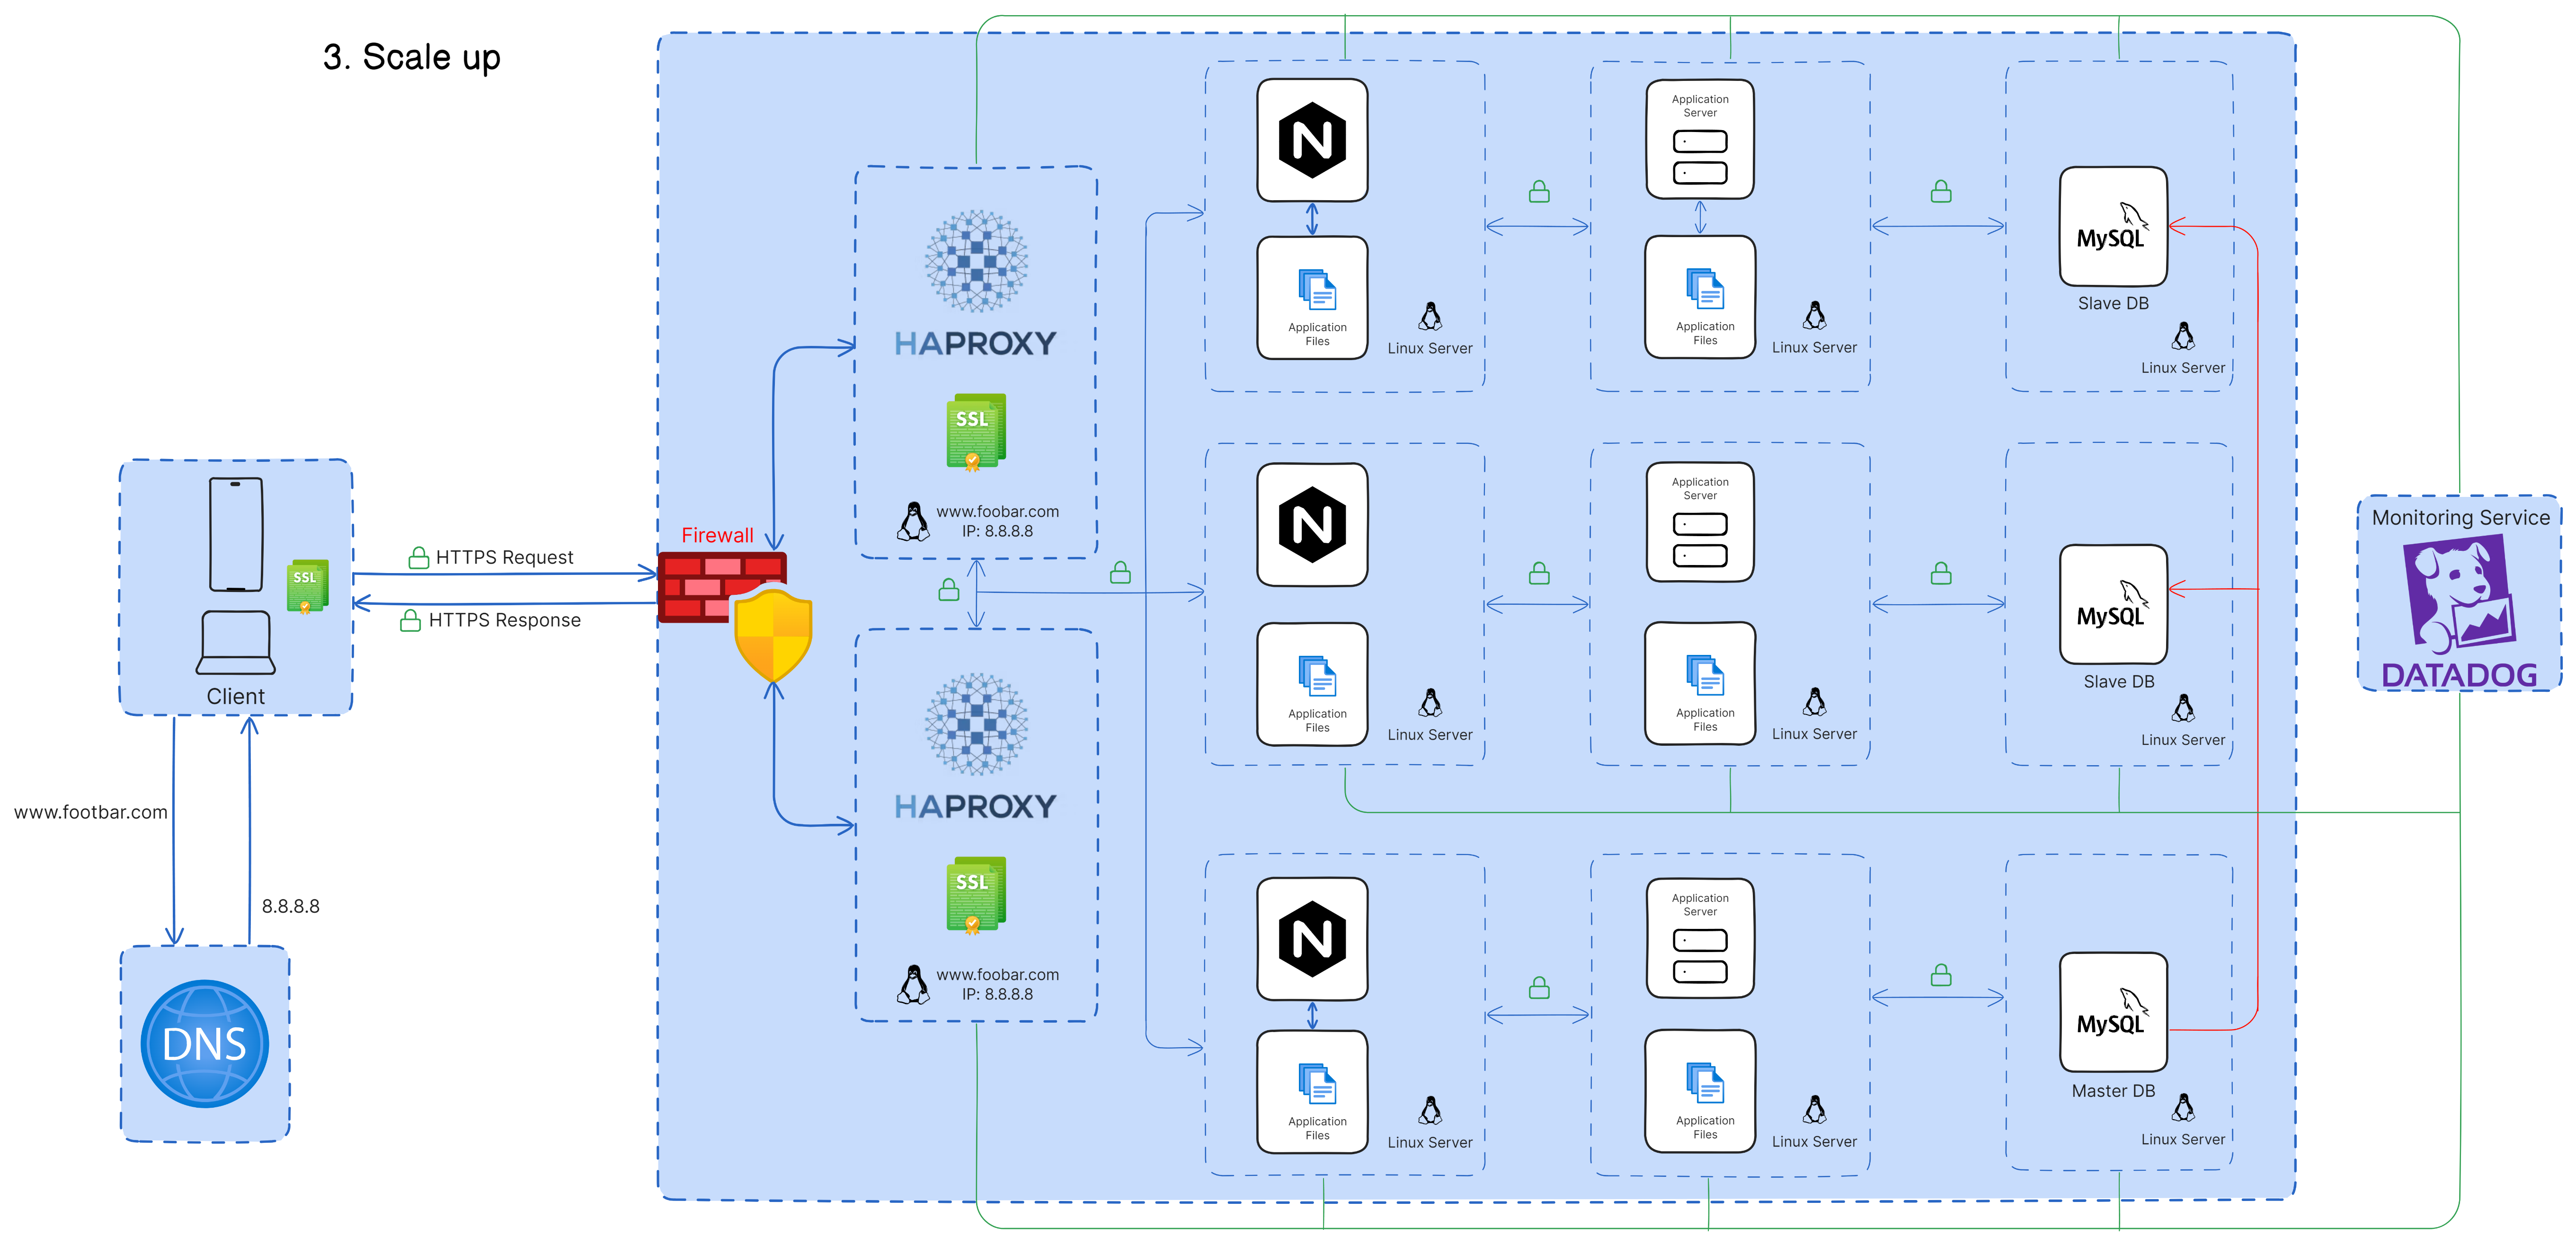 3. Scale up
Client
SSL
HTTPS Request
HTTPS Response
www.footbar.com
8.8.8.8
DNS
Firewall
HAPROXY
SSL
www.foobar.com
IP: 8.8.8.8
HAPROXY
SSL
www.foobar.com
IP: 8.8.8.8
N
Application
Files
Linux Server
Application
Server
Application
Files
Linux Server
MySQL
Slave DB
Linux Server
N
Application
Files
Linux Server
Application
Server
Application
Files
Linux Server
MySQL
Slave DB
Linux Server
N
Application
Files
Linux Server
Application
Server
Application
Files
Linux Server
MySQL
Master DB
Linux Server
Monitoring Service
DATADOG